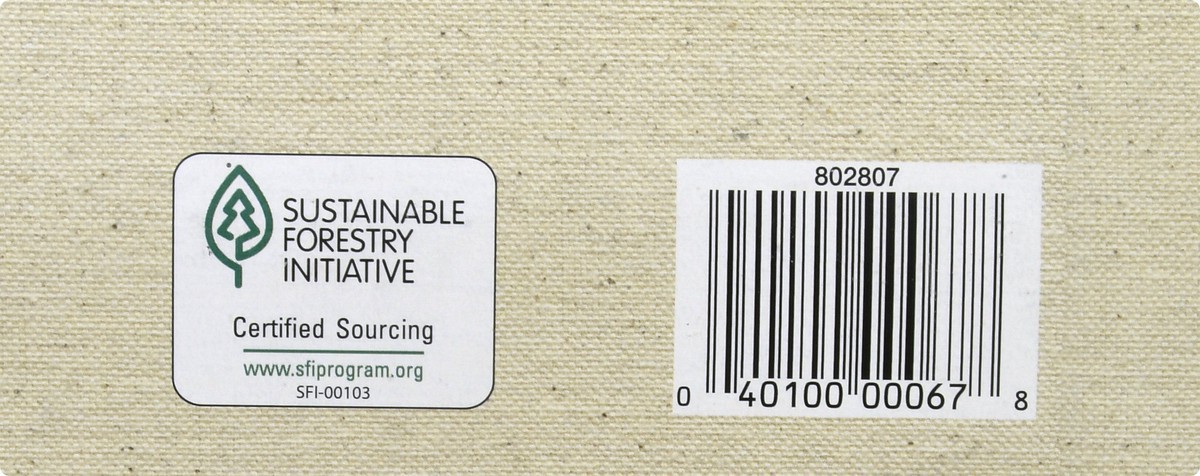 SUSTAINABLE
FORESTRY
INITIATIVE
Certified Sourcing
www.sfiprogram.org
SFI-00103
802807
0 40100 00067 8